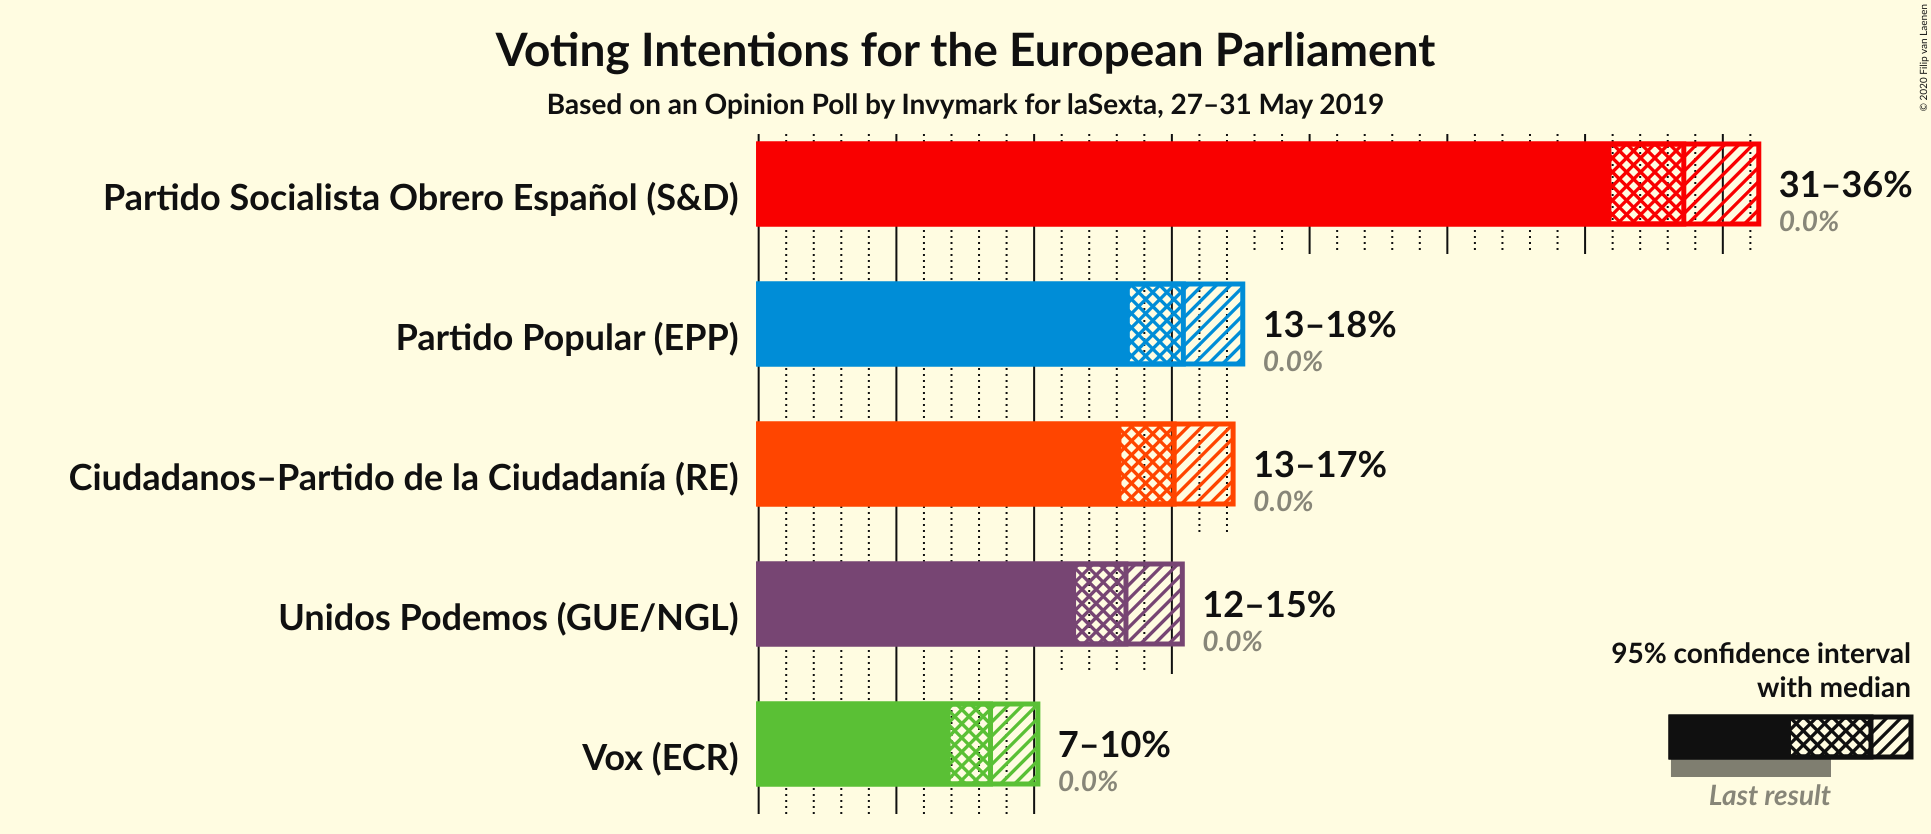 Voting Intentions for the European Parliament
Based on an Opinion Poll by Invymark for laSexta, 27–31 May 2019
© 2020 Filip van Laenen
Partido Socialista Obrero Español (S&D)
31–36%
0.0%
Partido Popular (EPP)
13–18%
0.0%
Ciudadanos–Partido de la Ciudadanía (RE)
13–17%
0.0%
Unidos Podemos (GUE/NGL)
12–15%
0.0%
Vox (ECR)
7–10%
0.0%
95% confidence interval
with median
Last result